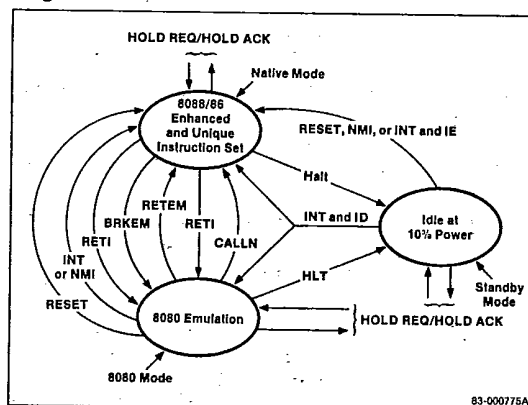 HOLD REQ/HOLD ACK
Native Mode
8088/86
Enhanced
and Unique
Instruction Set
RESET, NMI, or INT and IE
Halt
RETEM
BRKEM
RETI
RETI
CALLN
INT and ID
Idle at
10% Power
INT
or NMI
RESET
HLT
Standby
Mode
8080 Emulation
HOLD REQ/HOLD ACK
8080 Mode
83-000775A